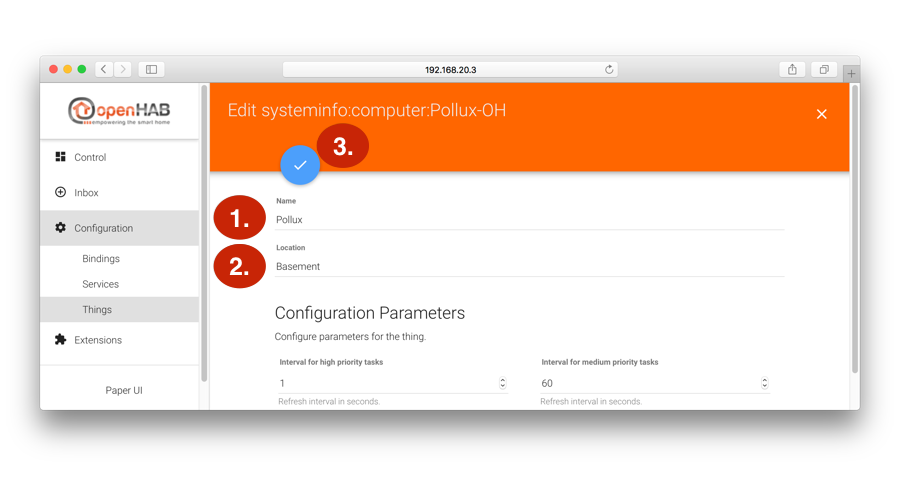 192.168.20.3
openHAB
empowering the smart home
Edit systeminfo:computer:Pollux-OH
3.
Control
Inbox
Configuration
Bindings
Services
Things
Extensions
Paper UI
1.
Name
Pollux
2.
Location
Basement
Configuration Parameters
Configure parameters for the thing.
Interval for high priority tasks
1
Refresh interval in seconds.
Interval for medium priority tasks
60
Refresh interval in seconds.